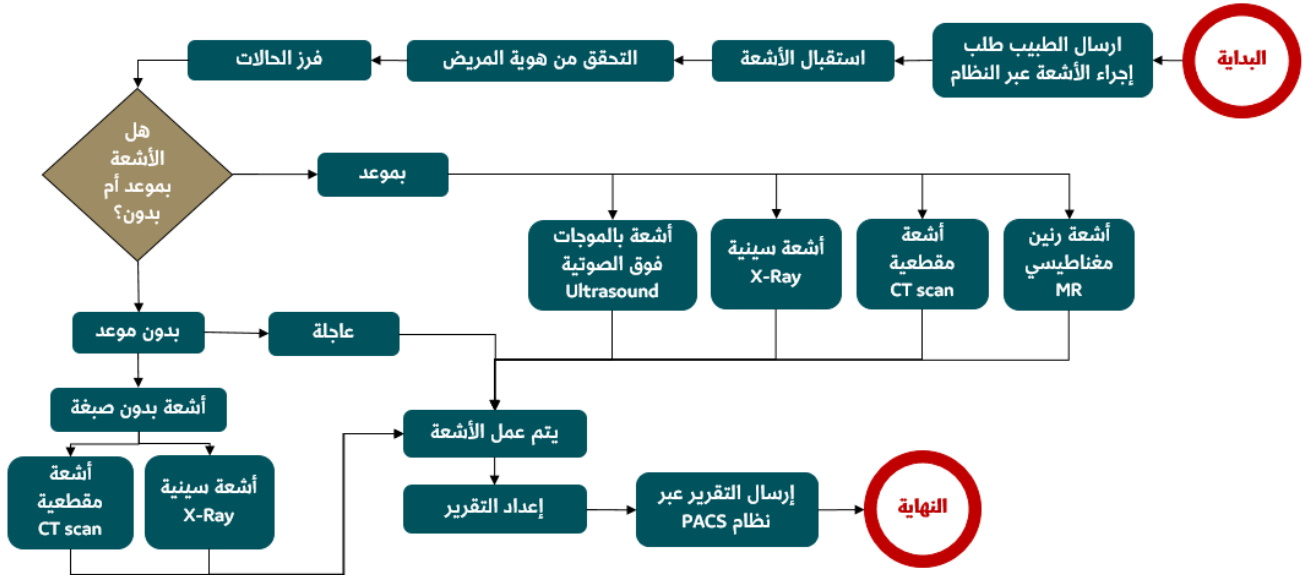 البداية
ارسال الطبيب طلب
إجراء الأشعة عبر النظام
استقبال الأشعة
التحقق من هوية المريض
فرز الحالات
هل
الأشعة
بموعد أم
بدون؟
بموعد
أشعة رنين
مغناطيسي
MR
أشعة
مقطعية
CT scan
أشعة سينية
X-Ray
أشعة بالموجات
فوق الصوتية
Ultrasound
بدون موعد
عاجلة
أشعة بدون صبغة
أشعة سينية
X-Ray
أشعة
مقطعية
CT scan
يتم عمل الأشعة
إعداد التقرير
إرسال التقرير عبر
نظام PACS
النهاية